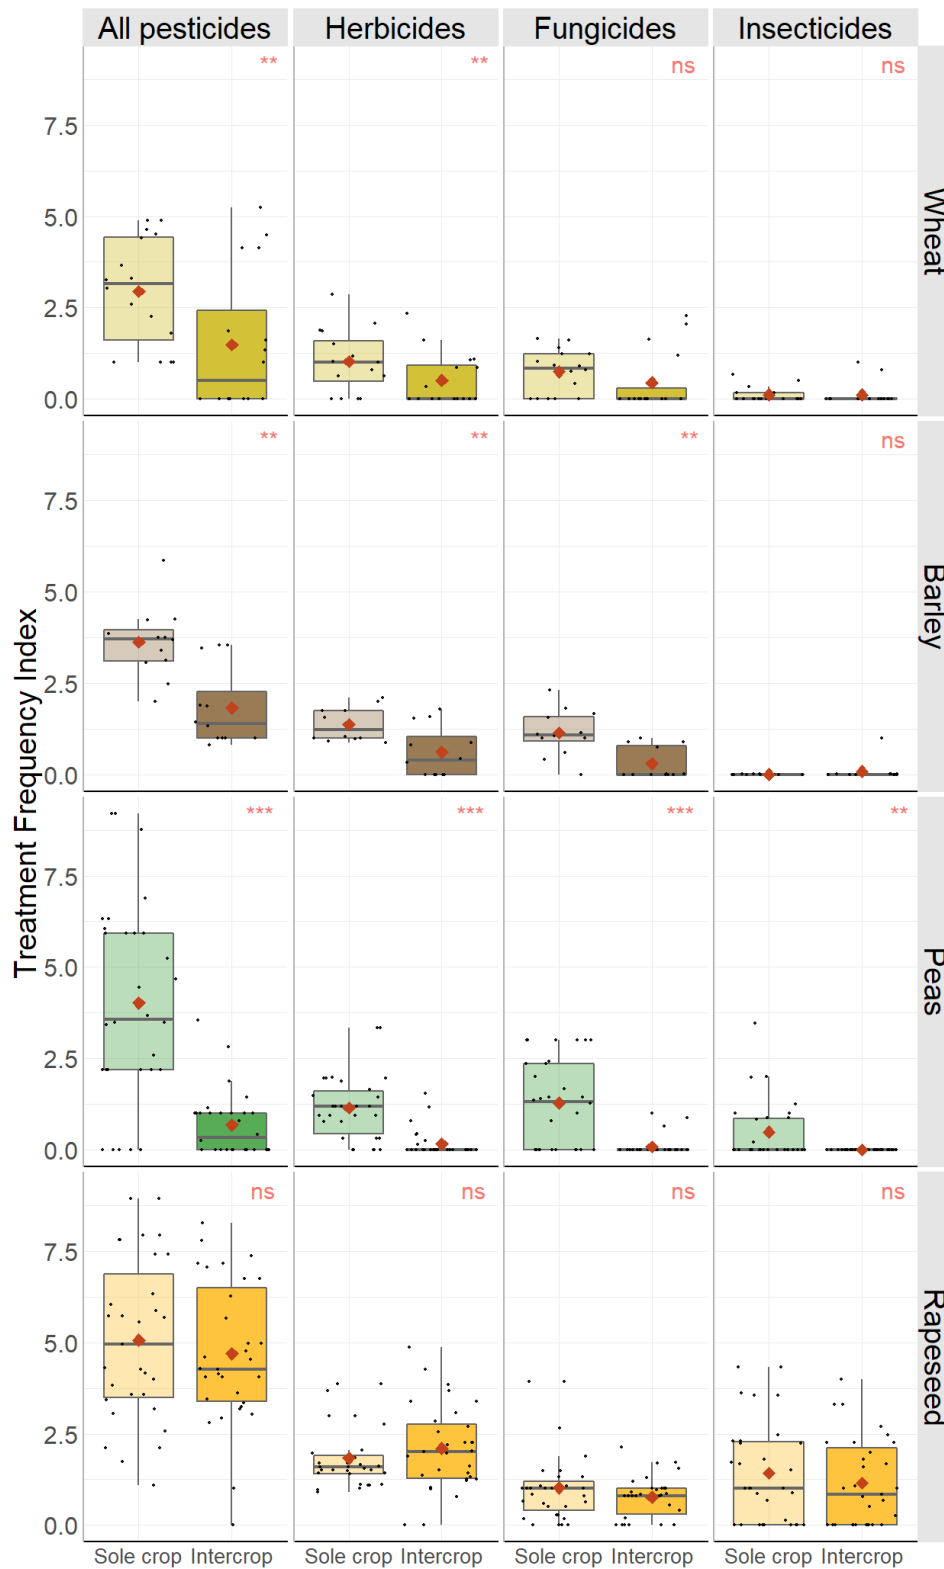 All pesticides Herbicides Fungicides Insecticides
** ** ns ns
7.5
5.0
2.5
0.0
Wheat
** ** ** ns
7.5
5.0
2.5
0.0
Barley
Treatment Frequency Index
*** *** *** **
7.5
5.0
2.5
0.0
Peas
ns ns ns ns
7.5
5.0
2.5
0.0
Rapeseed
Sole crop Intercrop Sole crop Intercrop Sole crop Intercrop Sole crop Intercrop